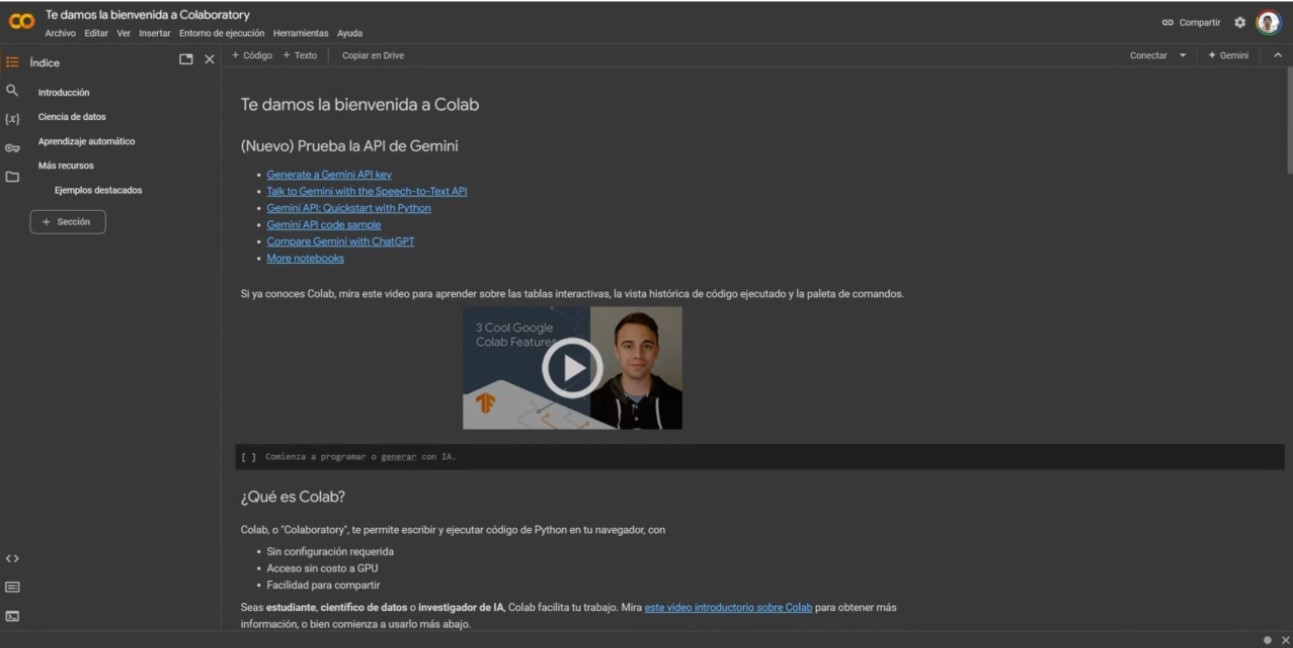 Te damos la bienvenida a Colaboratory
Archivo Editar Ver Insertar Entorno de ejecución Herramientas Ayuda
Compartir
Índice
Introducción
Ciencia de datos
Aprendizaje automático
Más recursos
Ejemplos destacados
+ Sección
+ Código + Texto Copiar en Drive
Conectar Gemini
Te damos la bienvenida a Colab
(Nuevo) Prueba la API de Gemini
• Generate a Gemini API key
• Talk to Gemini with the Speech-to-Text API
• Gemini API: Quickstart with Python
• Gemini API code sample
• Compare Gemini with ChatGPT
• More notebooks
Si ya conoces Colab, mira este video para aprender sobre las tablas interactivas, la vista histórica de código ejecutado y la paleta de comandos.
3 Cool Google
Colab Features
[ ] Comienza a programar o generar con IA.
¿Qué es Colab?
Colab, o "Colaboratory", te permite escribir y ejecutar código de Python en tu navegador, con
• Sin configuración requerida
• Acceso sin costo a GPU
• Facilidad para compartir
Seas estudiante, científico de datos o investigador de IA, Colab facilita tu trabajo. Mira este video introductorio sobre Colab para obtener más
información, o bien comienza a usarlo más abajo.